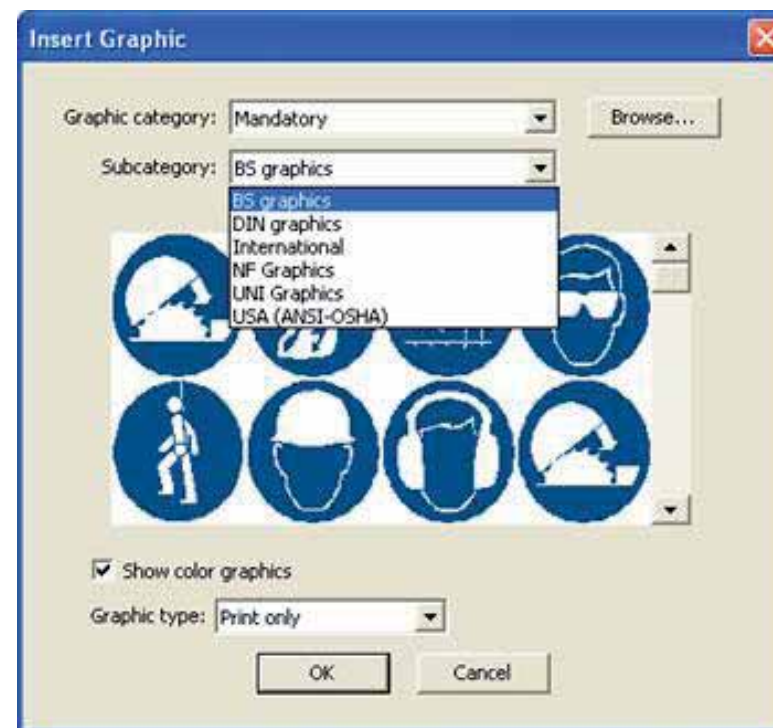 Insert Graphic
Graphic category: Mandatory Browse...
Subcategory: BS graphics
BS graphics
DIN graphics
International
NF Graphics
UNI Graphics
USA (ANSI-OSHA)
Show color graphics
Graphic type: Print only
OK Cancel